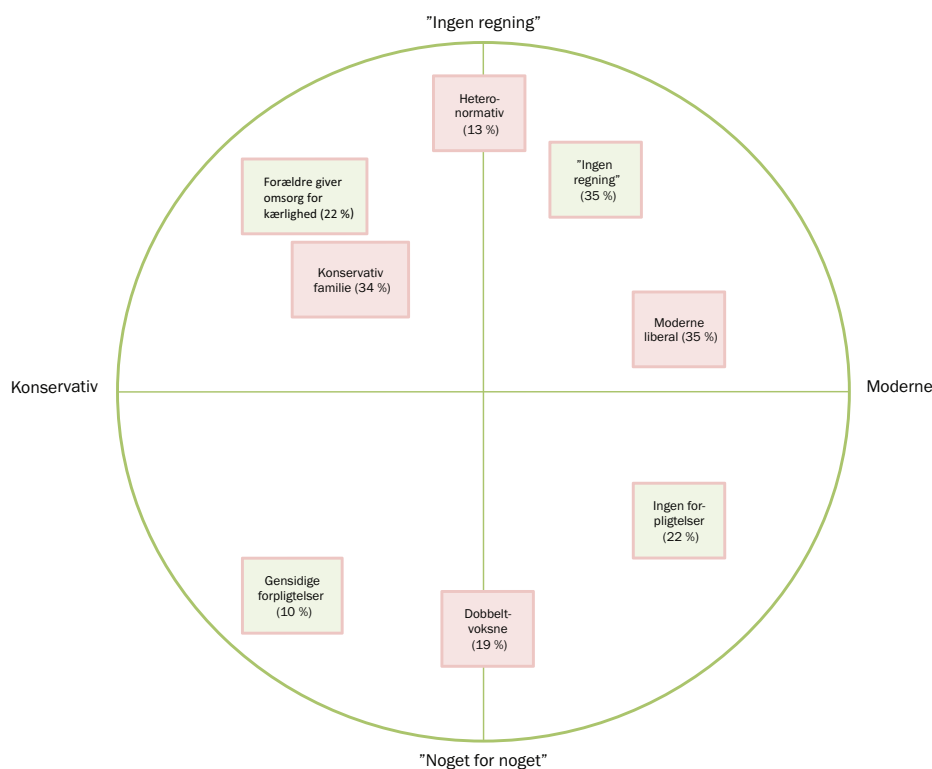 ”Ingen regning”
Hetero-
normativ
(13 %)
”Ingen
regning”
(35 %)
Forældre giver
omsorg for
kærlighed (22 %)
Konservativ
familie (34 %)
Moderne
liberal (35 %)
Konservativ
Moderne
Ingen for-
pligtelser
(22 %)
Gensidige
forpligtelser
(10 %)
Dobbelt-
voksne
(19 %)
”Noget for noget”